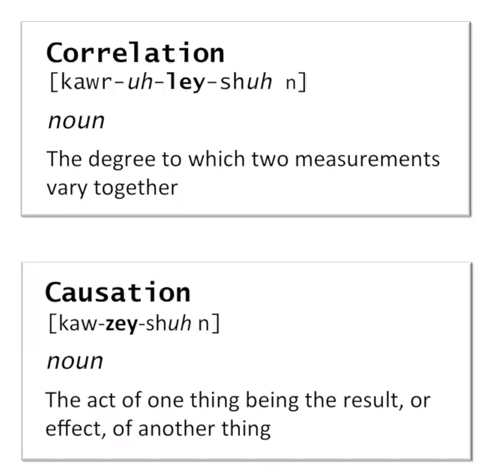 Correlation
[kawr-uh-ley-shuh n]
noun
The degree to which two measurements
vary together
Causation
[kaw-zey-shuh n]
noun
The act of one thing being the result, or
effect, of another thing